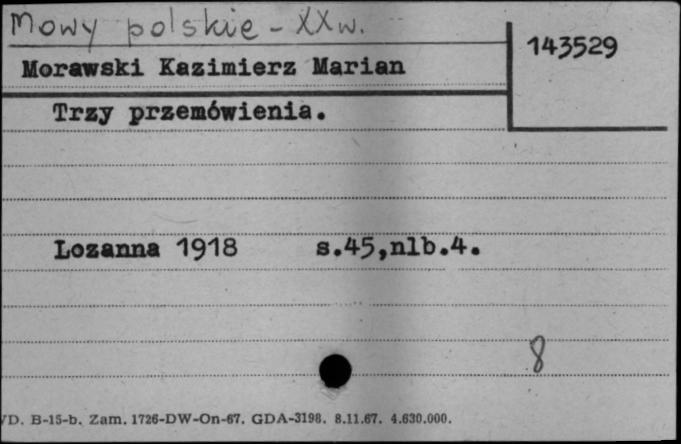 Mowy polskie - XX w.
143529
Morawski Kazimierz Marian
Trzy przemówienia.
Lozanna 1918 s.45,nlb.4.
8
D. B-15-b. Zam. 1726-DW-On-67. GDA-3198. 8.11.67. 4.630.000.